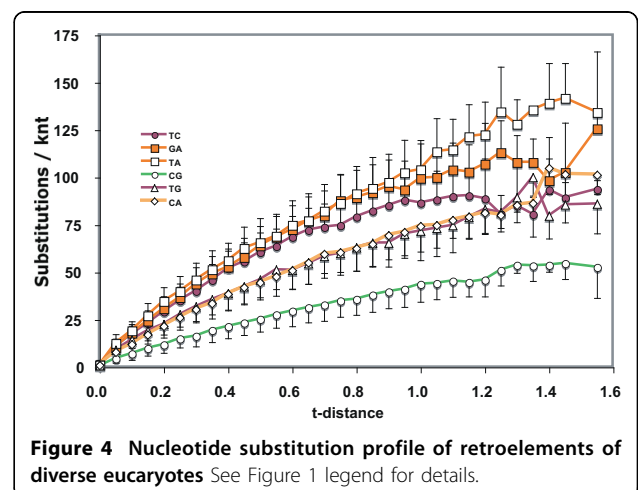 175
150
125
100
75
50
25
0
Substitutions / knt
TC
GA
TA
CG
TG
CA
0.0 0.2 0.4 0.6 0.8 1.0 1.2 1.4 1.6
t-distance
Figure 4 Nucleotide substitution profile of retroelements of
diverse eucaryotes See Figure 1 legend for details.